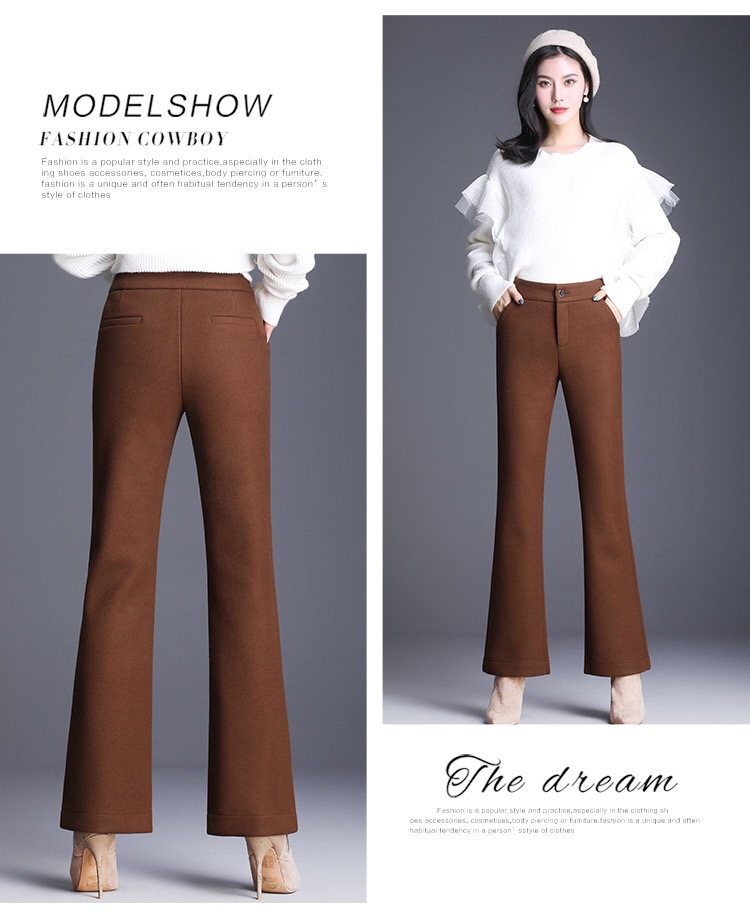 MODELSHOW
FASHION COWBOY
Fashion is a popular style and practice,aspecially in the cloth
ing shoes accessories, cosmetices,body piercing or furniture.
fashion is a unique and often habitual tendency in a person's
style of clothes
The dream
Fashion is a popular style and practice,aspecially in the clothing sh
oes accessories, cosmetices,body piercing or furniture.fashion is a unique and often
habitual tendency in a person'sstyle of clothes